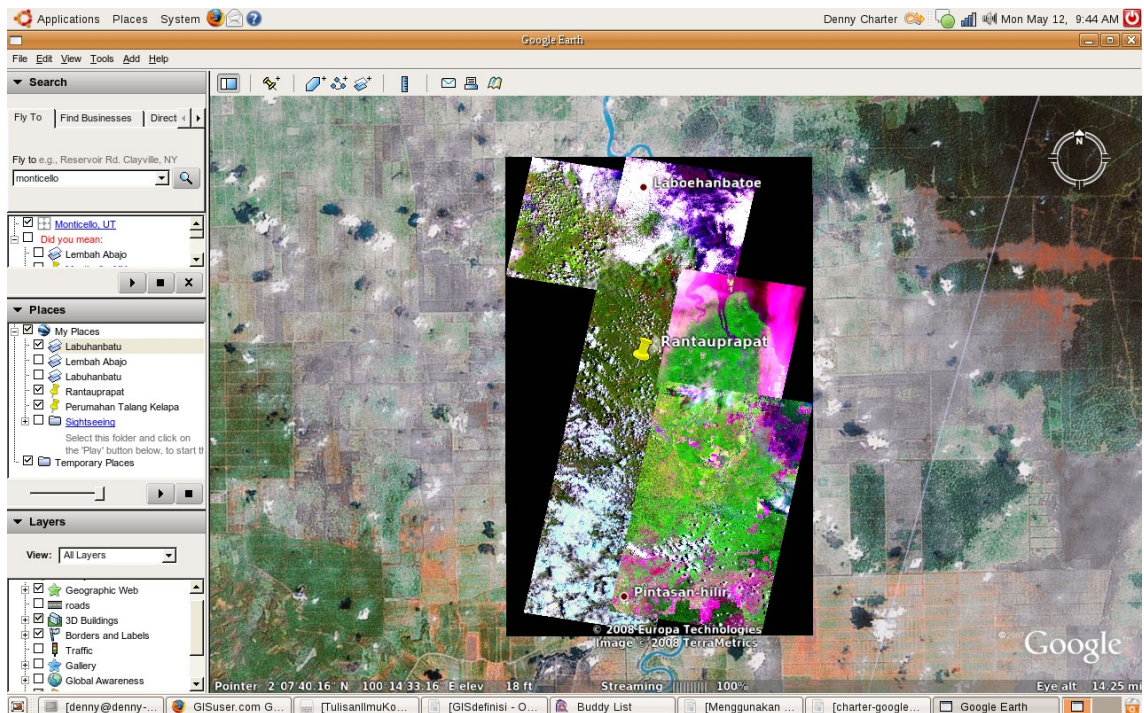 Applications Places System Denny Charter Mon May 12, 9:44 AM
Google Earth
File Edit View Tools Add Help
Search
Fly To Find Businesses Direct
Fly to e.g., Reservoir Rd. Clayville, NY
monticello
Monticello, UT
Did you mean:
Lembah Abajo
Places
My Places
Labuhanbatu
Lembah Abajo
Labuhanbatu
Rantauprapat
Perumahan Talang Kelapa
Sightseeing
Select this folder and click on
the 'Play' button below, to start th
Temporary Places
Layers
View: All Layers
Geographic Web
roads
3D Buildings
Borders and Labels
Traffic
Gallery
Global Awareness
N
Laboehanbatoe
Rantauprapat
Pintasan-hilir
© 2008 Europa Technologies
Image © 2008 TerraMetrics
©2007 Google™
Pointer 2°07'40.16" N 100°14'33.16" E elev 18 ft Streaming 100% Eye alt 14.25 mi
[denny@denny-... GISuser.com G... [TulisanIlmuKo... [GISdefinisi - O... Buddy List [Menggunakan ... [charter-google... Google Earth